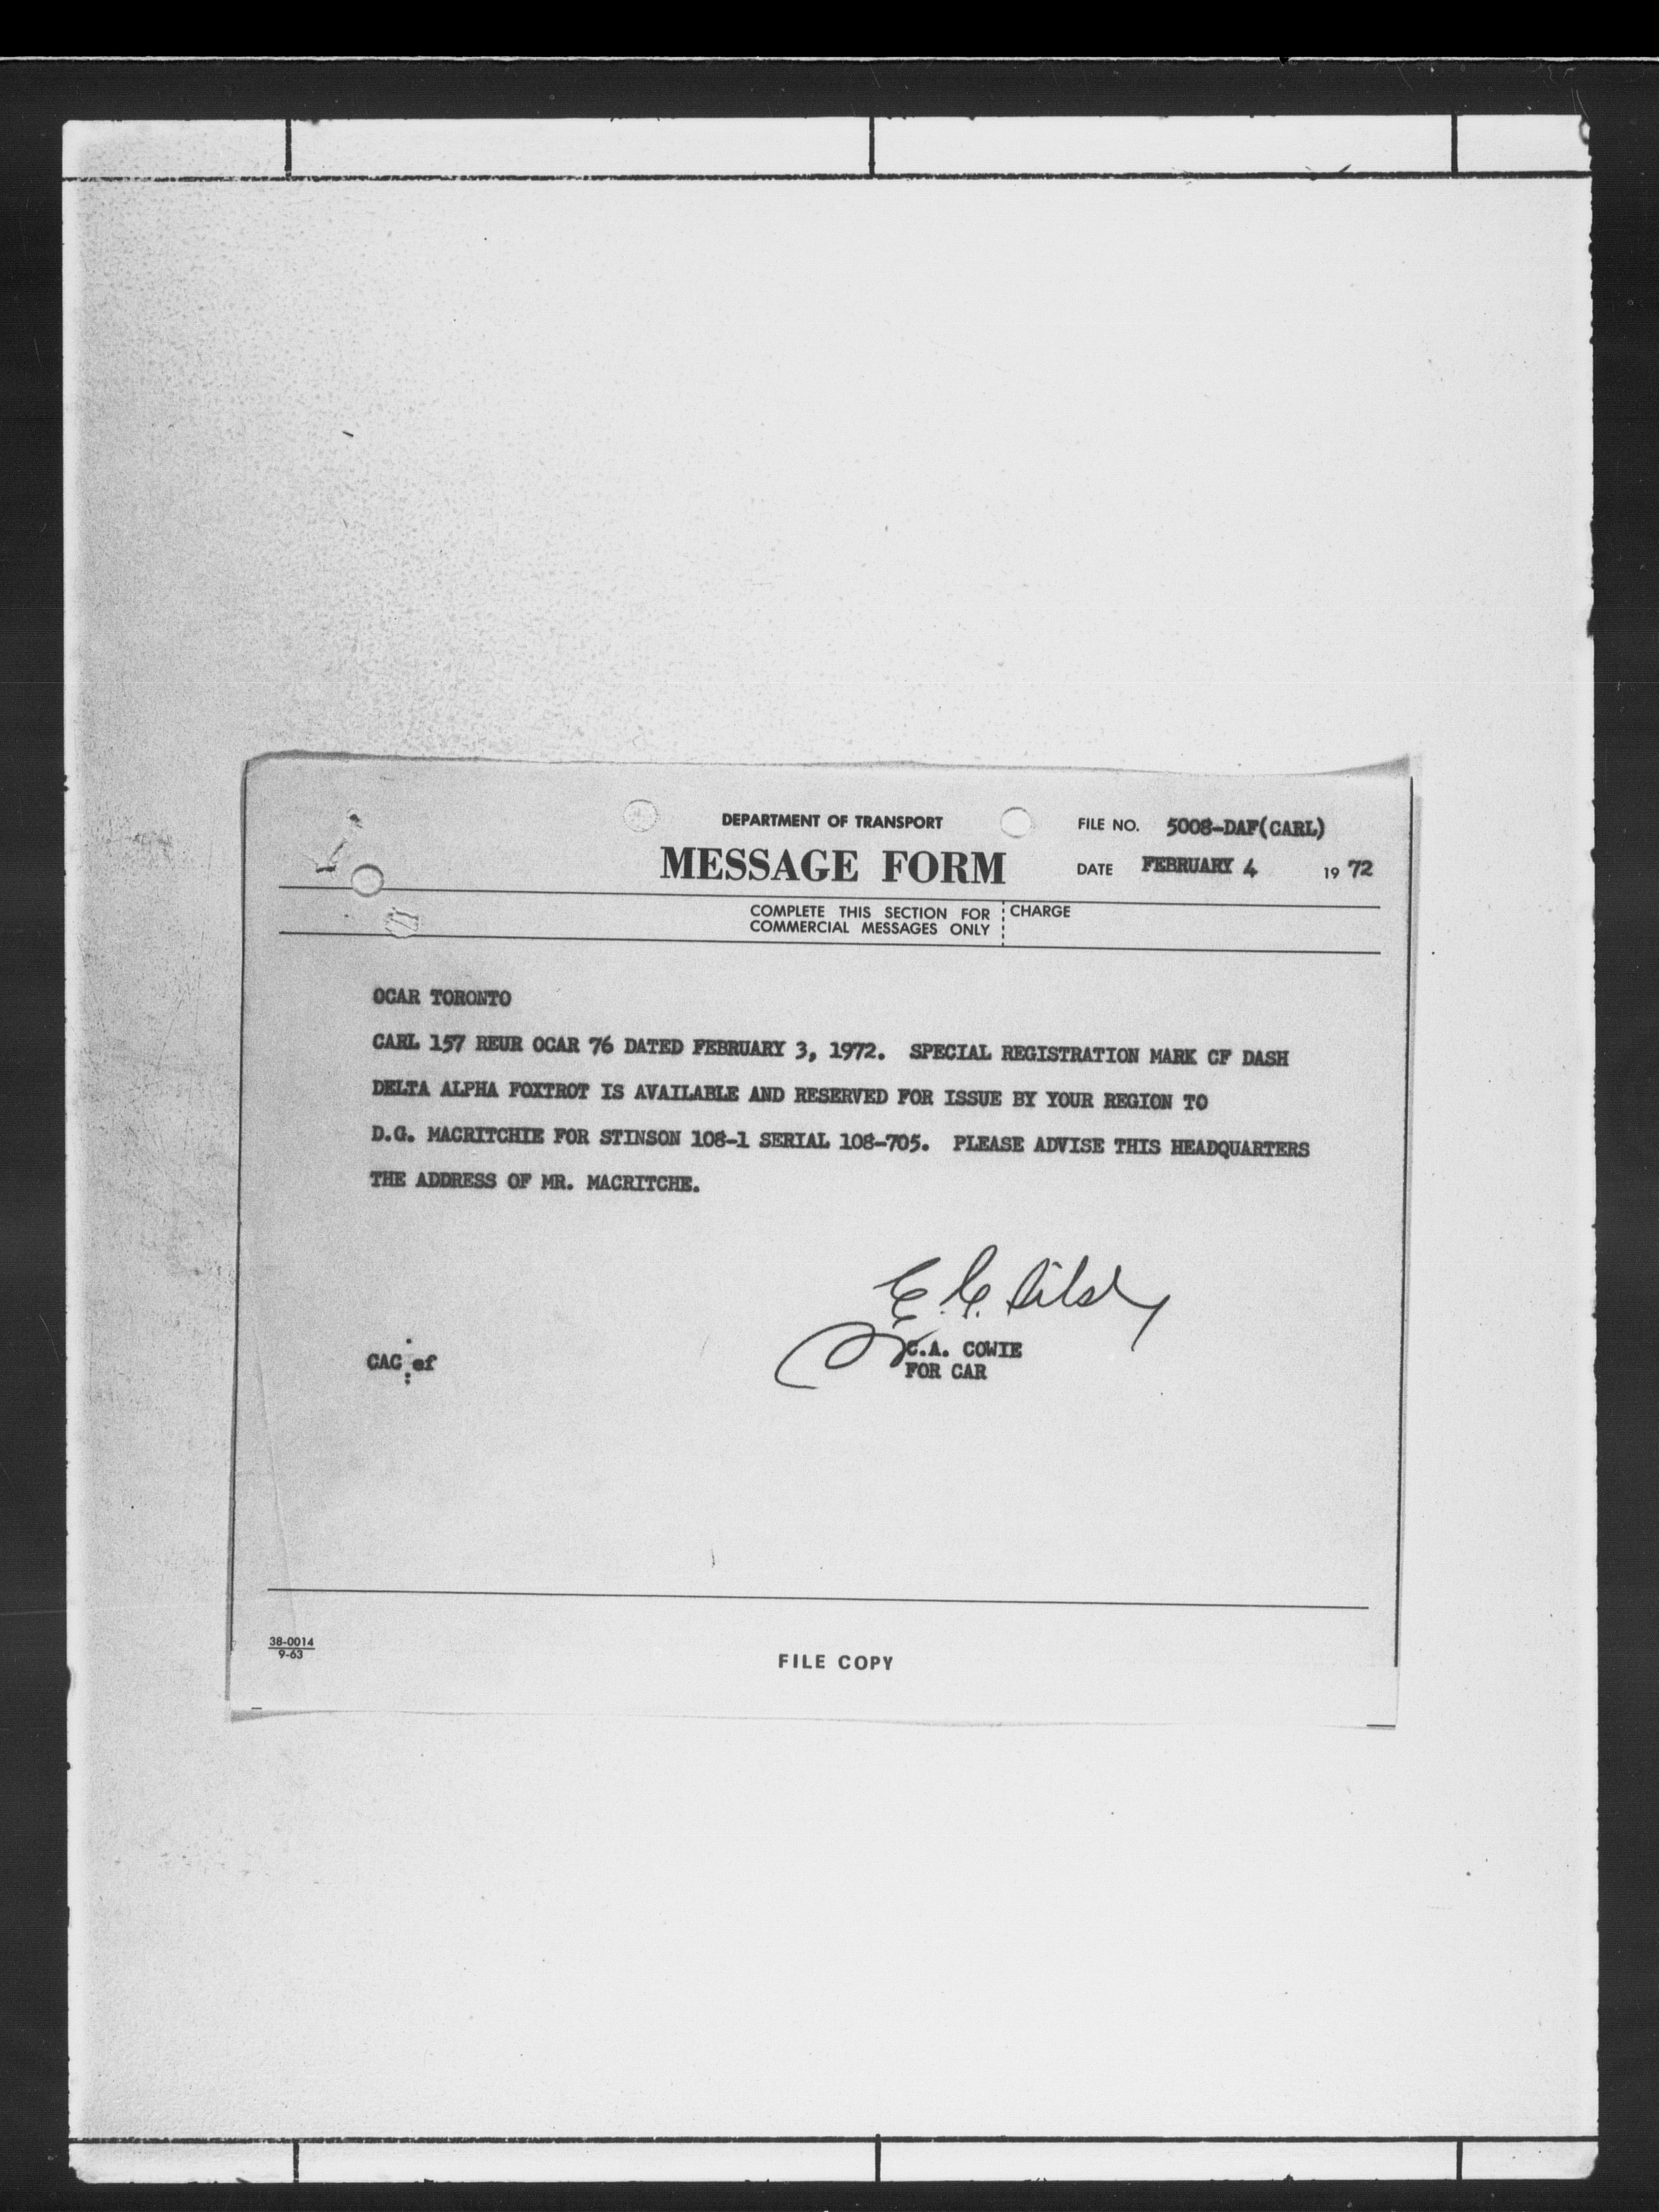 DEPARTMENT OF TRANSPORT
MESSAGE FORM
FILE NO. 5008-DAF(CARL)
DATE FEBRUARY 4 1972
COMPLETE THIS SECTION FOR
COMMERCIAL MESSAGES ONLY
CHARGE
OCAR TORONTO
CARL 157 REUR OCAR 76 DATED FEBRUARY 3, 1972. SPECIAL REGISTRATION MARK CF DASH
DELTA ALPHA FOXTROT IS AVAILABLE AND RESERVED FOR ISSUE BY YOUR REGION TO
D.G. MACRITCHIE FOR STINSON 108-1 SERIAL 108-705. PLEASE ADVISE THIS HEADQUARTERS
THE ADDRESS OF MR. MACRITCHE.
C.A. COWIE
CAC:ef
FOR CAR
38-0014
9-63
FILE COPY